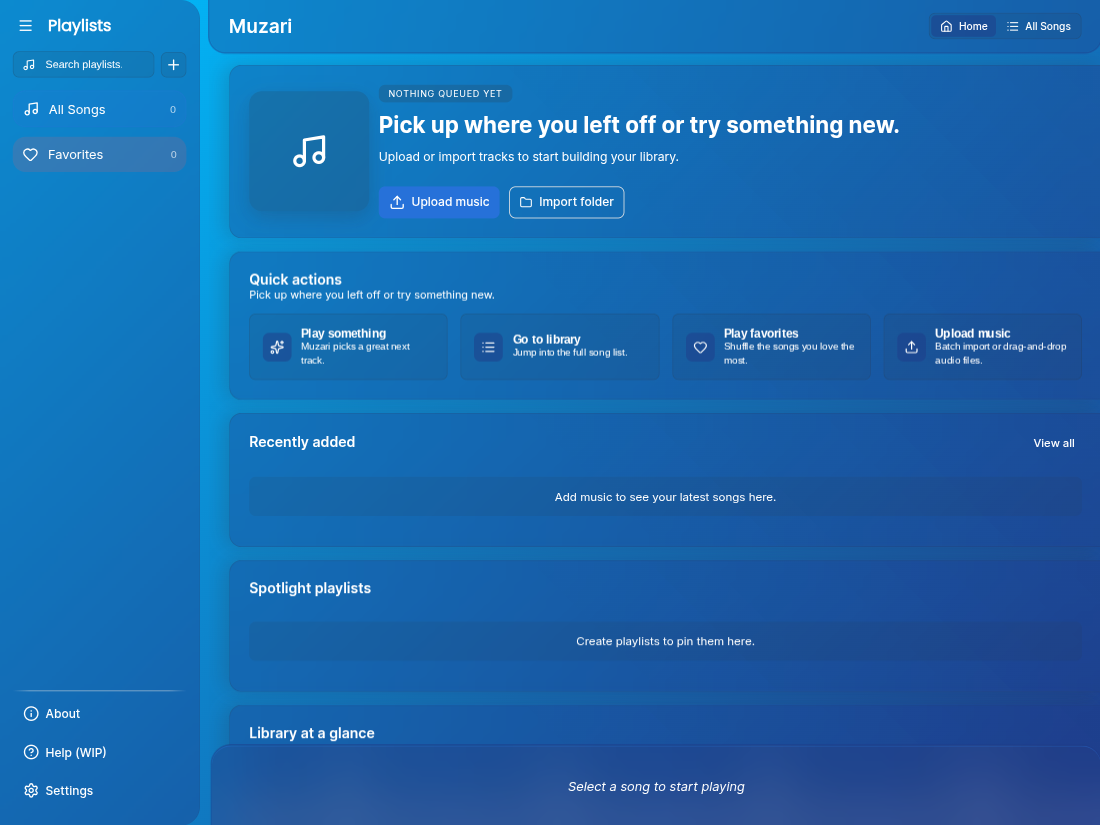 Playlists
Search playlists.
All Songs 0
Favorites 0
About
Help (WIP)
Settings
Muzari
Home
All Songs
NOTHING QUEUED YET
Pick up where you left off or try something new.
Upload or import tracks to start building your library.
Upload music
Import folder
Quick actions
Pick up where you left off or try something new.
Play something
Muzari picks a great next
track.
Go to library
Jump into the full song list.
Play favorites
Shuffle the songs you love the
most.
Upload music
Batch import or drag-and-drop
audio files.
Recently added
View all
Add music to see your latest songs here.
Spotlight playlists
Create playlists to pin them here.
Library at a glance
Select a song to start playing